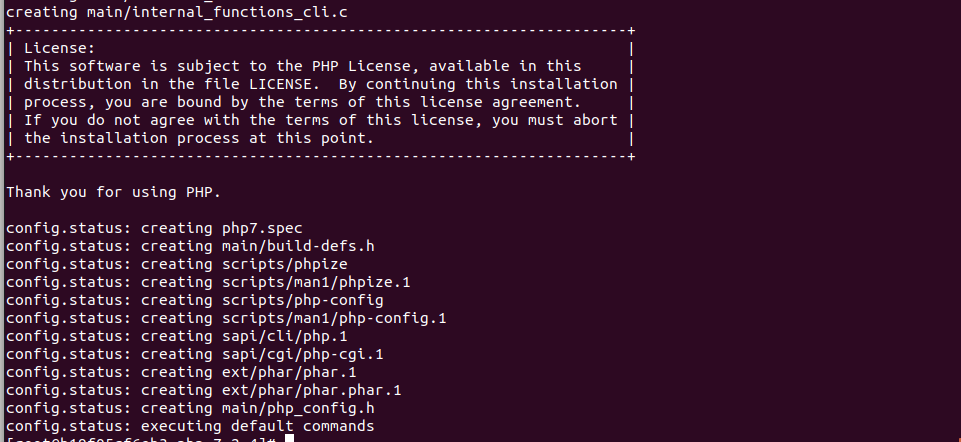 creating main/internal_functions_cli.c
+--------------------------------------------------------------------+
| License:                                                           |
| This software is subject to the PHP License, available in this     |
| distribution in the file LICENSE.  By continuing this installation |
| process, you are bound by the terms of this license agreement.     |
| If you do not agree with the terms of this license, you must abort |
| the installation process at this point.                            |
+--------------------------------------------------------------------+
Thank you for using PHP.
config.status: creating php7.spec
config.status: creating main/build-defs.h
config.status: creating scripts/phpize
config.status: creating scripts/man1/phpize.1
config.status: creating scripts/php-config
config.status: creating scripts/man1/php-config.1
config.status: creating sapi/cli/php.1
config.status: creating sapi/cgi/php-cgi.1
config.status: creating ext/phar/phar.1
config.status: creating ext/phar/phar.phar.1
config.status: creating main/php_config.h
config.status: executing default commands